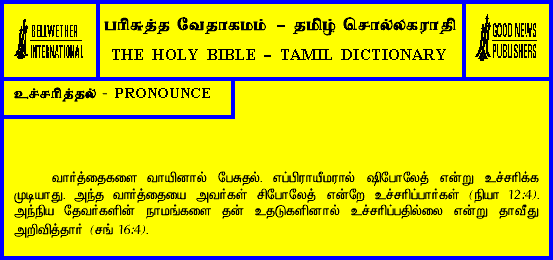 BELLWETHER
INTERNATIONAL
பரிசுத்த வேதாகமம் – தமிழ் சொல்லகராதி
THE HOLY BIBLE – TAMIL DICTIONARY
GOOD NEWS
PUBLISHERS
உச்சரித்தல் - PRONOUNCE
வார்த்தைகளை வாயினால் பேசுதல். எப்பிராயீமரால் ஷிபோலேத் என்று உச்சரிக்க
முடியாது. அந்த வார்த்தையை அவர்கள் சிபோலேத் என்றே உச்சரிப்பார்கள் (நியா 12:4).
அந்நிய தேவர்களின் நாமங்களை தன் உதடுகளினால் உச்சரிப்பதில்லை என்று தாவீது
அறிவித்தார் (சங் 16:4).